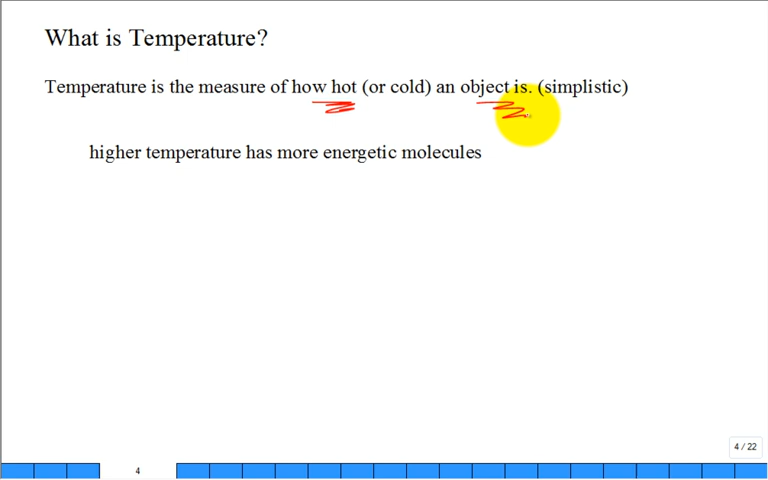 What is Temperature?
Temperature is the measure of how hot (or cold) an object is. (simplistic)
higher temperature has more energetic molecules
4 / 22
4